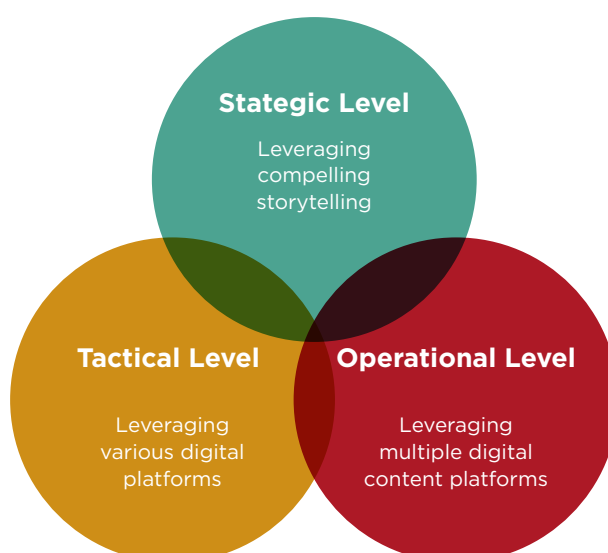 Stategic Level
Leveraging
compelling
storytelling
Tactical Level
Leveraging
various digital
platforms
Operational Level
Leveraging
multiple digital
content platforms